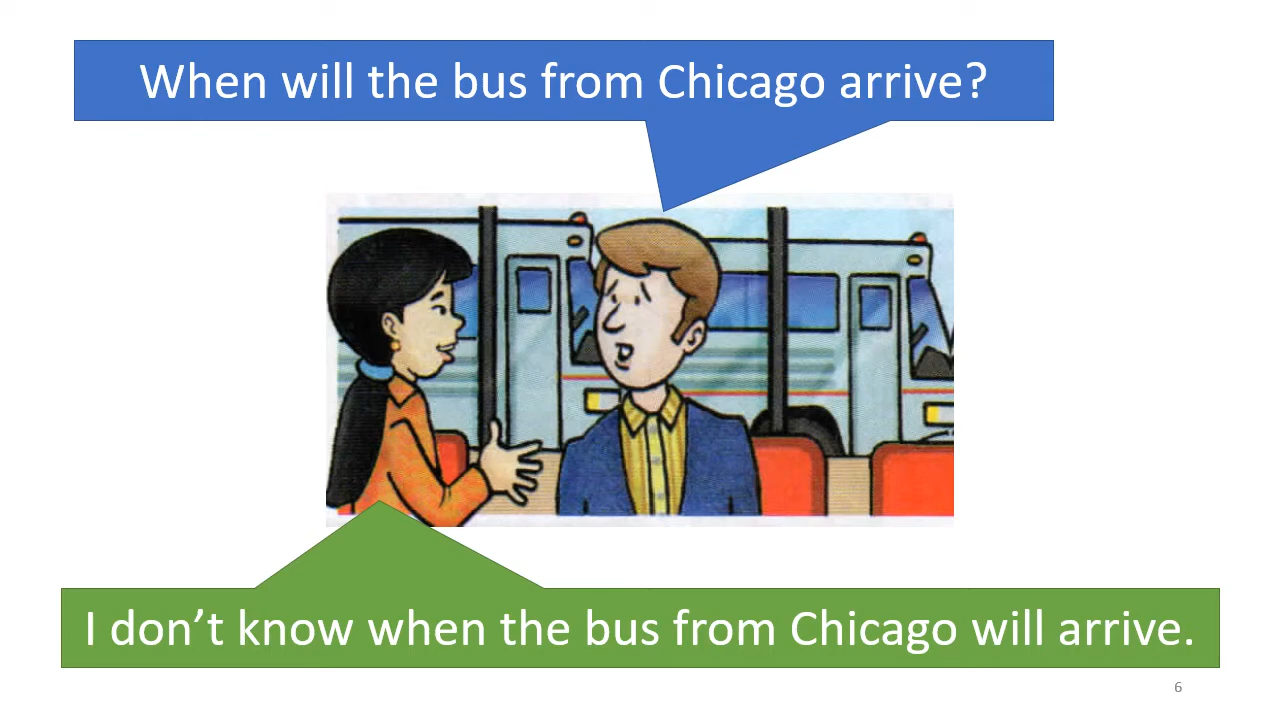 When will the bus from Chicago arrive?
I don’t know when the bus from Chicago will arrive.
6